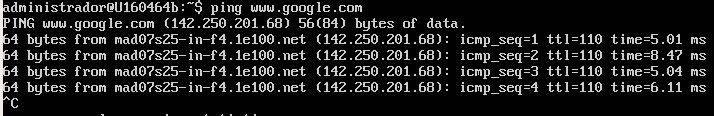 administrador@U160464b:~$ ping www.google.com
PING www.google.com (142.250.201.68) 56(84) bytes of data.
64 bytes from mad07s25-in-f4.1e100.net (142.250.201.68): icmp_seq=1 ttl=110 time=5.01 ms
64 bytes from mad07s25-in-f4.1e100.net (142.250.201.68): icmp_seq=2 ttl=110 time=8.47 ms
64 bytes from mad07s25-in-f4.1e100.net (142.250.201.68): icmp_seq=3 ttl=110 time=5.04 ms
64 bytes from mad07s25-in-f4.1e100.net (142.250.201.68): icmp_seq=4 ttl=110 time=6.11 ms
^C